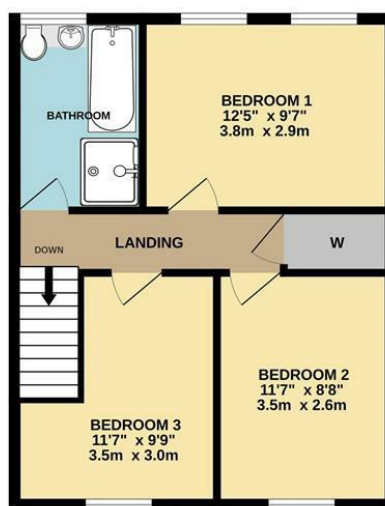 BATHROOM
BEDROOM 1
12'5" x 9'7"
3.8m x 2.9m
DOWN
LANDING
W
BEDROOM 3
11'7" x 9'9"
3.5m x 3.0m
BEDROOM 2
11'7" x 8'8"
3.5m x 2.6m